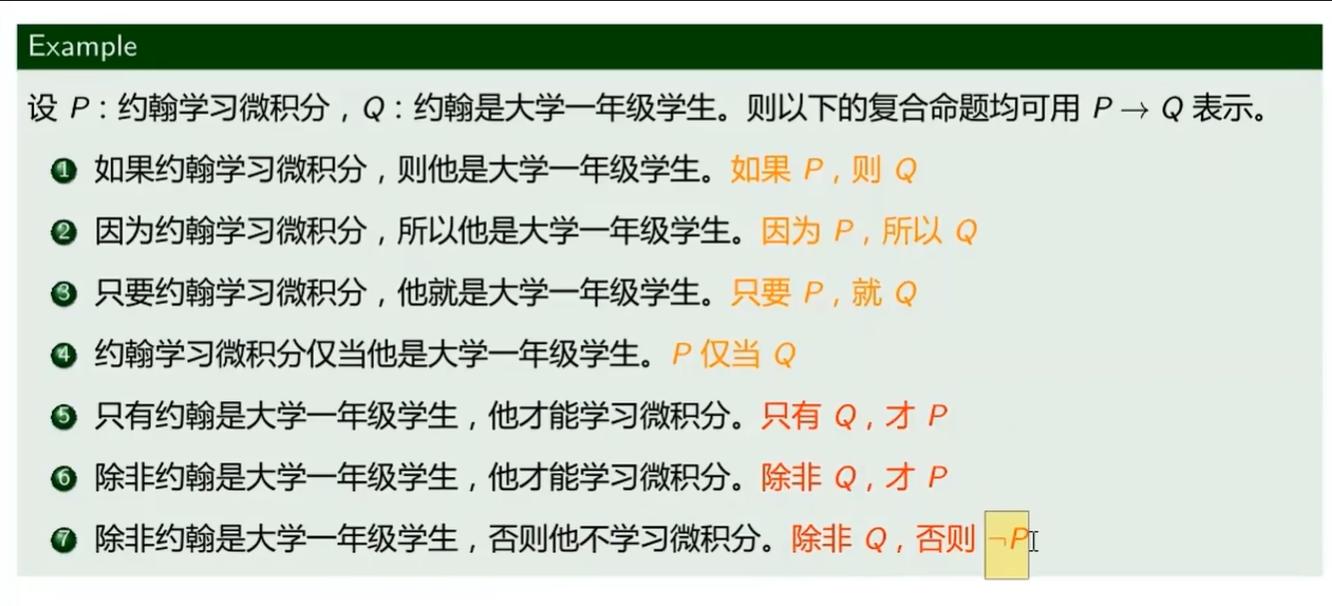 Example
设 P：约翰学习微积分，Q：约翰是大学一年级学生。则以下的复合命题均可用 P → Q 表示。
1 如果约翰学习微积分，则他是大学一年级学生。如果 P，则 Q
2 因为约翰学习微积分，所以他是大学一年级学生。因为 P，所以 Q
3 只要约翰学习微积分，他就是大学一年级学生。只要 P，就 Q
4 约翰学习微积分仅当他是大学一年级学生。P 仅当 Q
5 只有约翰是大学一年级学生，他才能学习微积分。只有 Q，才 P
6 除非约翰是大学一年级学生，他才能学习微积分。除非 Q，才 P
7 除非约翰是大学一年级学生，否则他不学习微积分。除非 Q，否则 ¬P